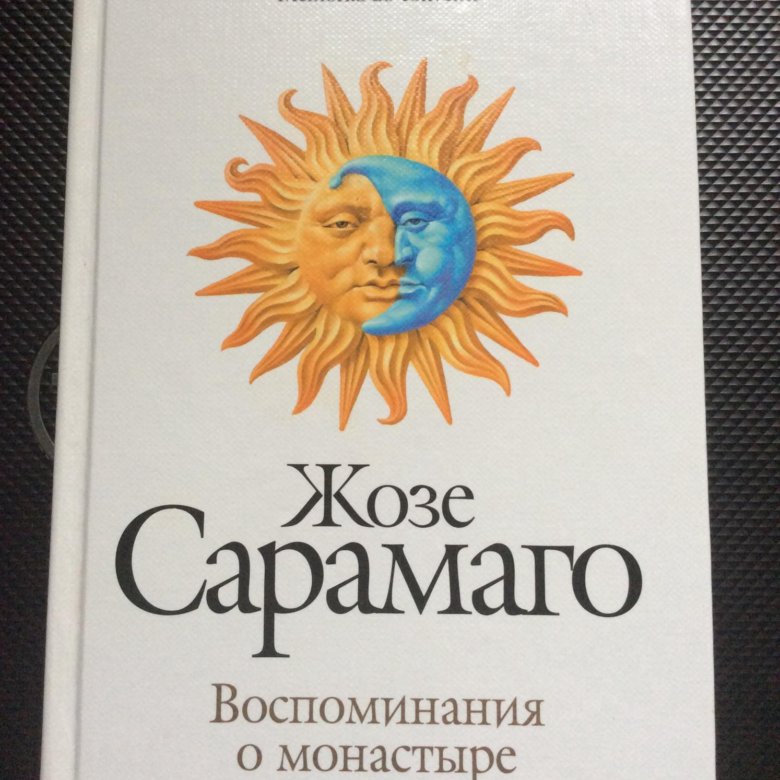 Жозе
Сарамаго
Воспоминания
о монастыре